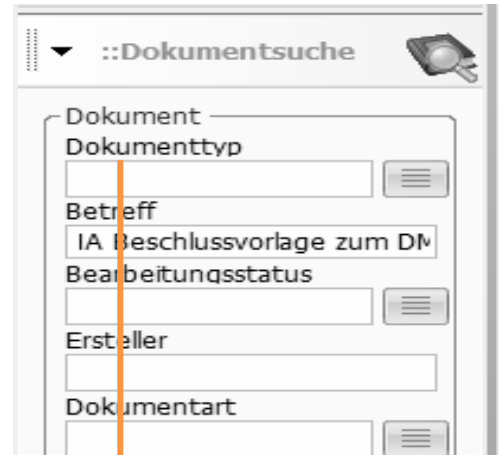 ::Dokumentsuche
Dokument
Dokumenttyp
Betreff
IA Beschlussvorlage zum DM
Bearbeitungsstatus
Ersteller
Dokumentart